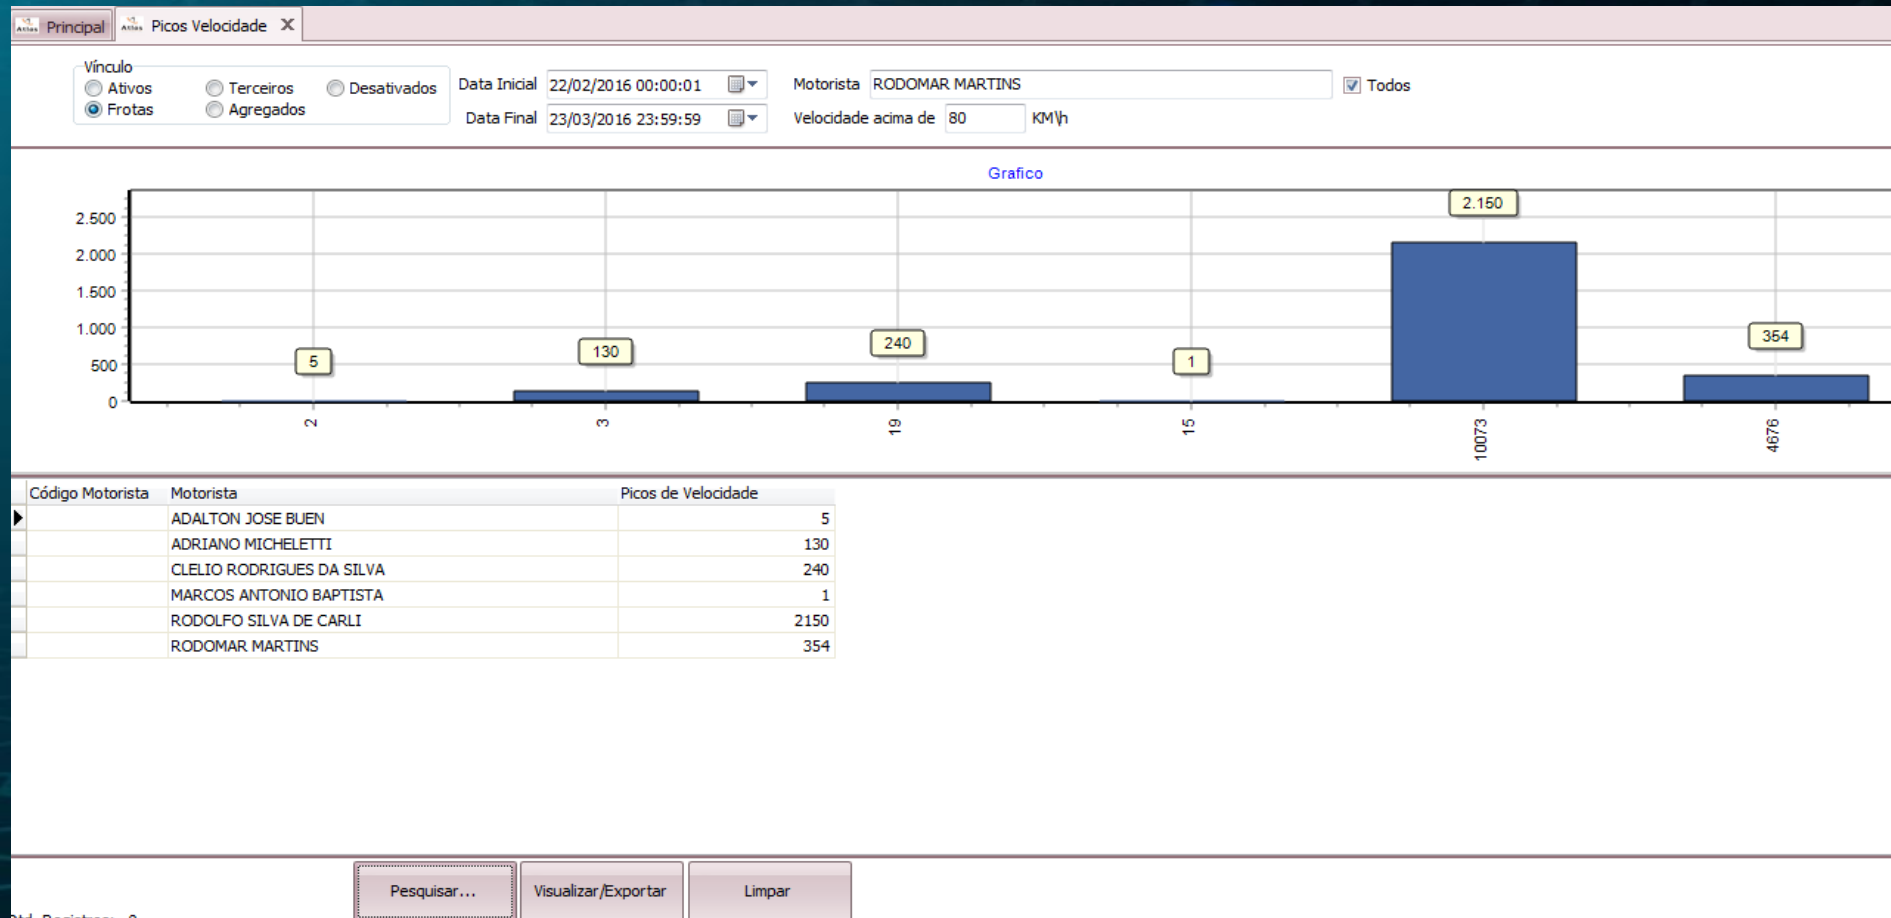 Principal Picos Velocidade X
Vínculo
Ativos Terceiros Desativados
Frotas Agregados
Data Inicial 22/02/2016 00:00:01
Data Final 23/03/2016 23:59:59
Motorista RODOMAR MARTINS Todos
Velocidade acima de 80 KM\h
Grafico
2.500
2.000
1.500
1.000
500
0
5 130 240 1 2.150 354
2 3 19 15 10073 4676
Código Motorista Motorista Picos de Velocidade
ADALTON JOSE BUEN 5
ADRIANO MICHELETTI 130
CLELIO RODRIGUES DA SILVA 240
MARCOS ANTONIO BAPTISTA 1
RODOLFO SILVA DE CARLI 2150
RODOMAR MARTINS 354
Pesquisar... Visualizar/Exportar Limpar